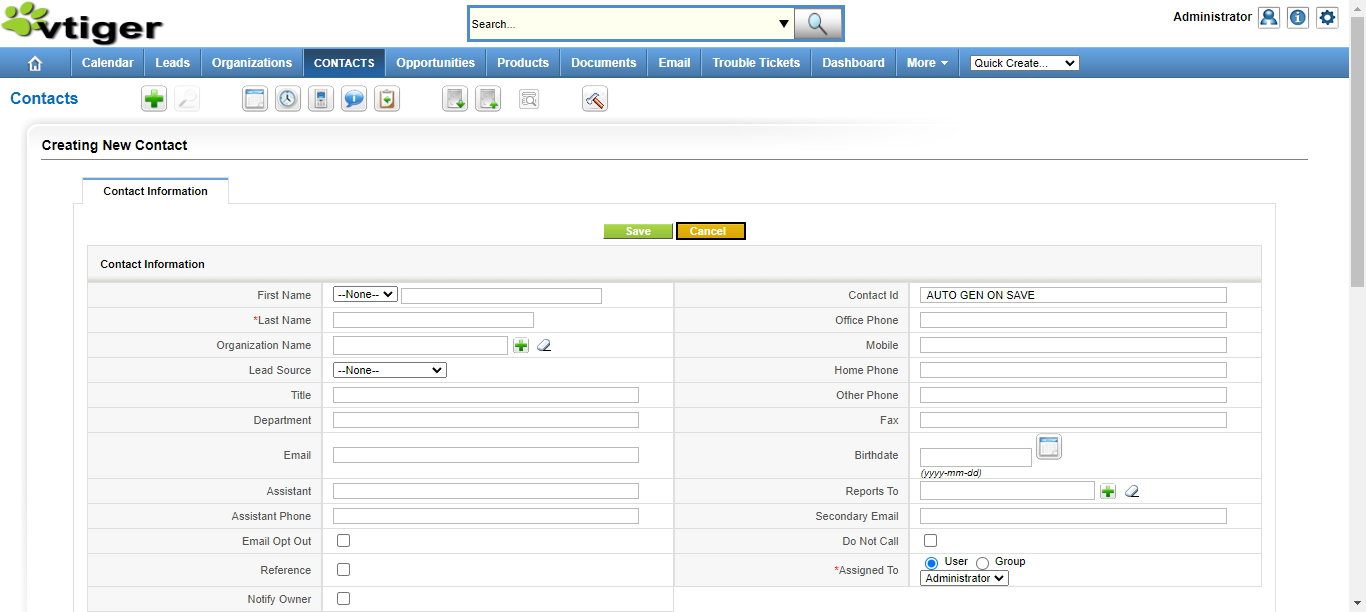 vtiger
Search...
Administrator
Calendar Leads Organizations CONTACTS Opportunities Products Documents Email Trouble Tickets Dashboard More Quick Create...
Contacts
Creating New Contact
Contact Information
Save Cancel
Contact Information
First Name --None-- Contact Id AUTO GEN ON SAVE
*Last Name Office Phone
Organization Name Mobile
Lead Source --None-- Home Phone
Title Other Phone
Department Fax
Email Birthdate
(yyyy-mm-dd)
Assistant Reports To
Assistant Phone Secondary Email
Email Opt Out Do Not Call
Reference *Assigned To User Group
Administrator
Notify Owner